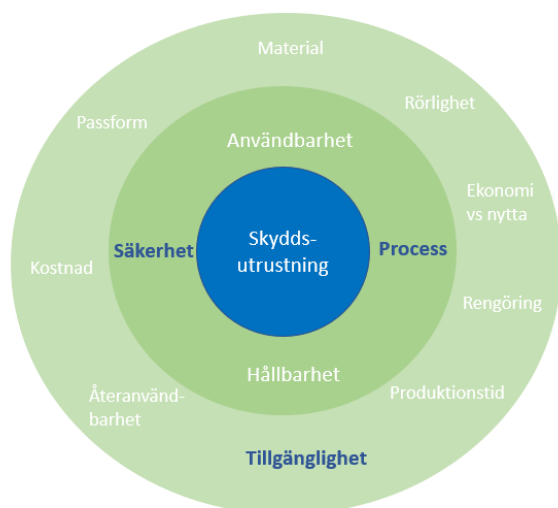 Material
Rörlighet
Passform
Användbarhet
Ekonomi
vs nytta
Säkerhet
Skydds-
utrustning
Process
Kostnad
Rengöring
Hållbarhet
Återanvänd-
barhet
Produktionstid
Tillgänglighet